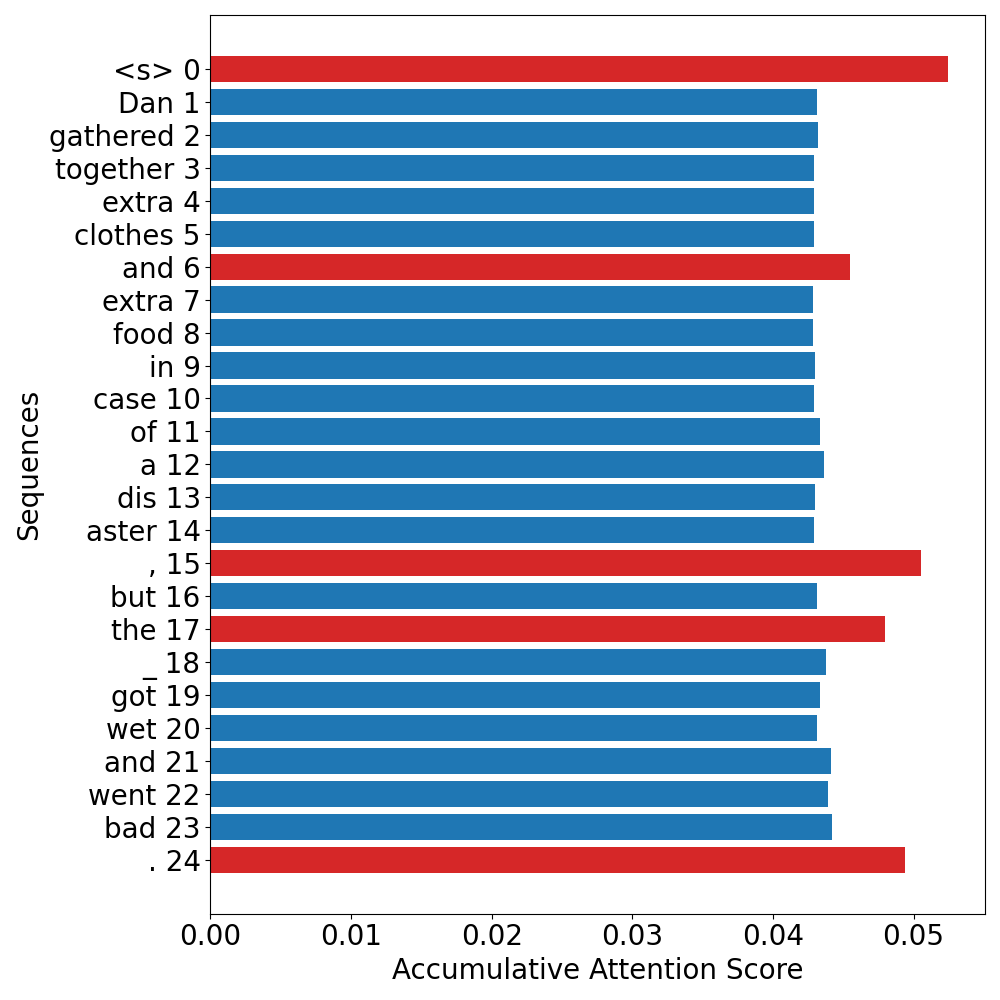 <s> 0
Dan 1
gathered 2
together 3
extra 4
clothes 5
and 6
extra 7
food 8
in 9
case 10
of 11
a 12
dis 13
aster 14
, 15
but 16
the 17
_ 18
got 19
wet 20
and 21
went 22
bad 23
. 24
Sequences
0.00 0.01 0.02 0.03 0.04 0.05
Accumulative Attention Score